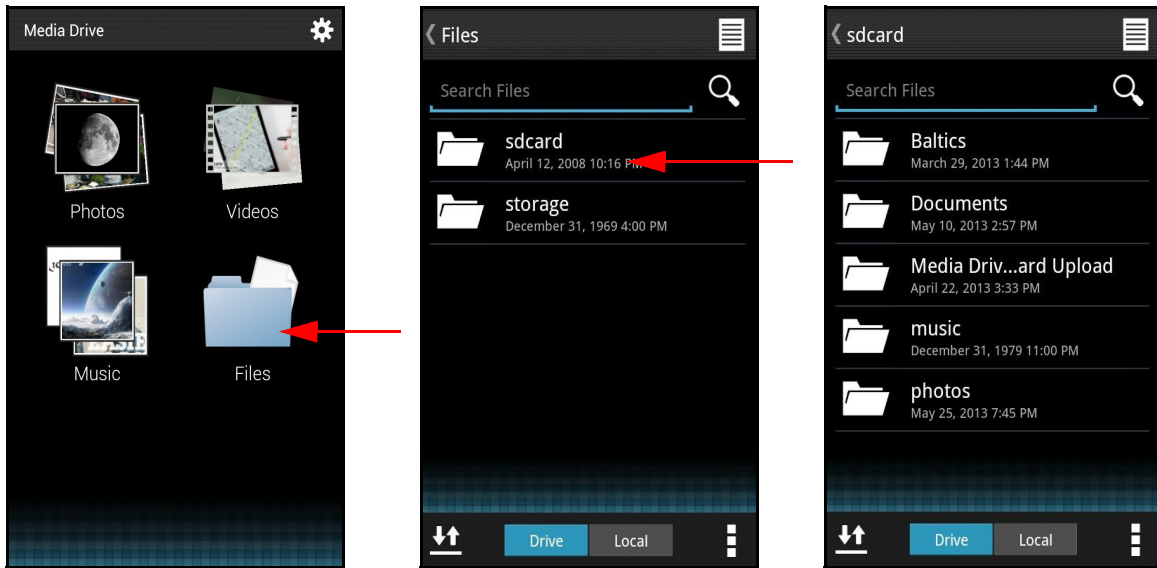 Media Drive
Photos
Videos
Music
Files
Files
Search Files
sdcard
April 12, 2008 10:16 PM
storage
December 31, 1969 4:00 PM
Drive
Local
sdcard
Search Files
Baltics
March 29, 2013 1:44 PM
Documents
May 10, 2013 2:57 PM
Media Driv...ard Upload
April 22, 2013 3:33 PM
music
December 31, 1979 11:00 PM
photos
May 25, 2013 7:45 PM
Drive
Local